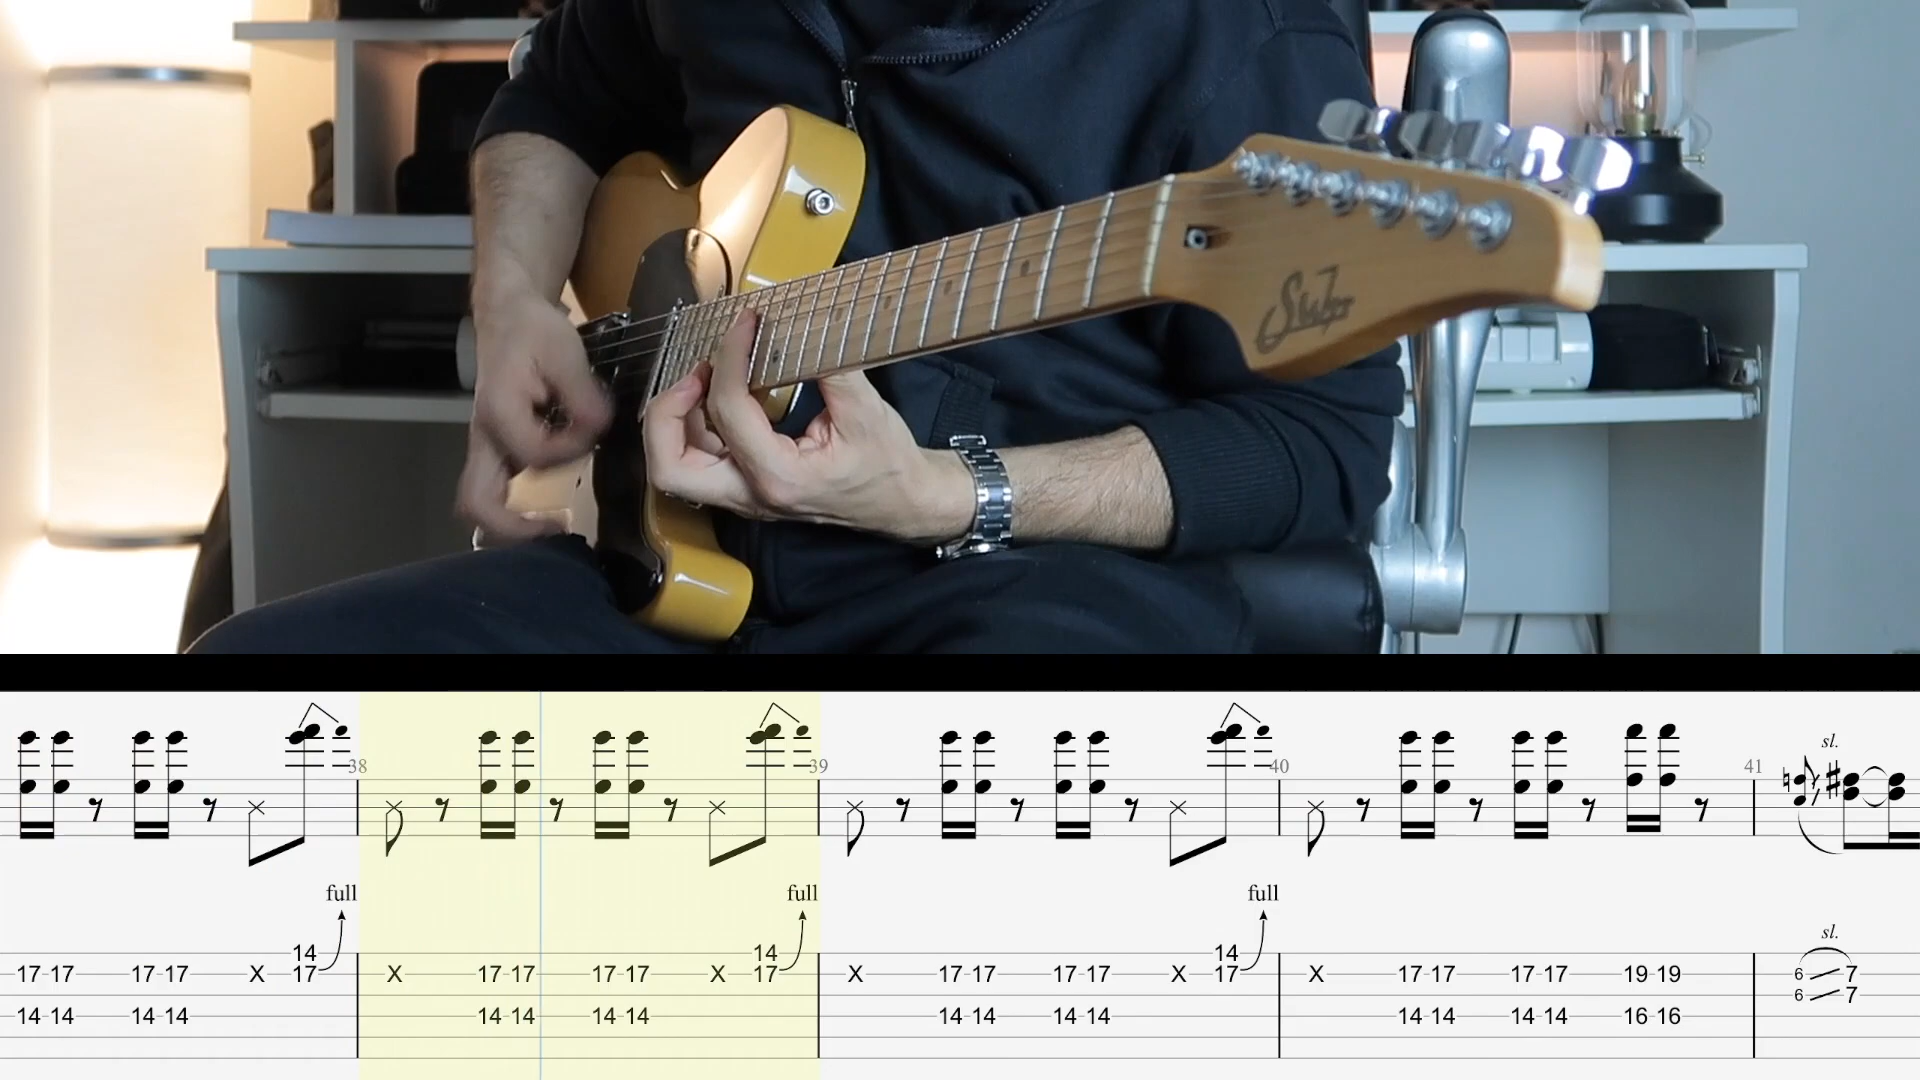 Suhr
38 39 40 41 sl.
full full full
sl.
14 14 14
17 17 17 17 X 17 X 17 17 17 17 X 17 X 17 17 17 17 X 17 X 17 17 17 17 19 19 6 7
6 7
14 14 14 14 14 14 14 14 14 14 14 14 14 14 14 14 16 16